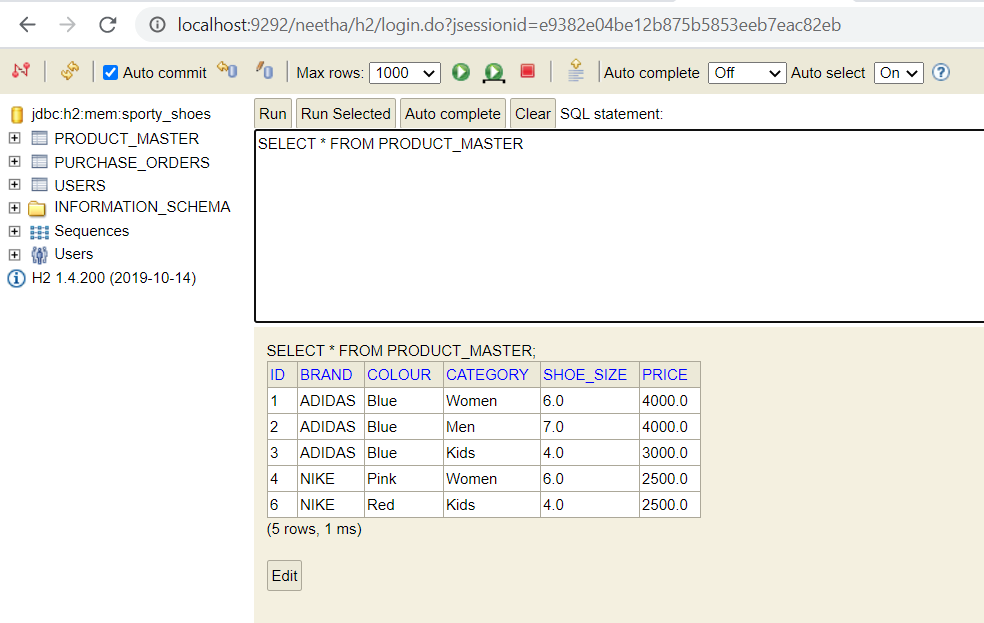 localhost:9292/neetha/h2/login.do?jsessionid=e9382e04be12b875b5853eeb7eac82eb
Auto commit Max rows: 1000 Auto complete Off Auto select On ?
jdbc:h2:mem:sporty_shoes
PRODUCT_MASTER
PURCHASE_ORDERS
USERS
INFORMATION_SCHEMA
Sequences
Users
H2 1.4.200 (2019-10-14)
Run Run Selected Auto complete Clear SQL statement:
SELECT * FROM PRODUCT_MASTER
SELECT * FROM PRODUCT_MASTER;
ID BRAND COLOUR CATEGORY SHOE_SIZE PRICE
1 ADIDAS Blue Women 6.0 4000.0
2 ADIDAS Blue Men 7.0 4000.0
3 ADIDAS Blue Kids 4.0 3000.0
4 NIKE Pink Women 6.0 2500.0
6 NIKE Red Kids 4.0 2500.0
(5 rows, 1 ms)
Edit